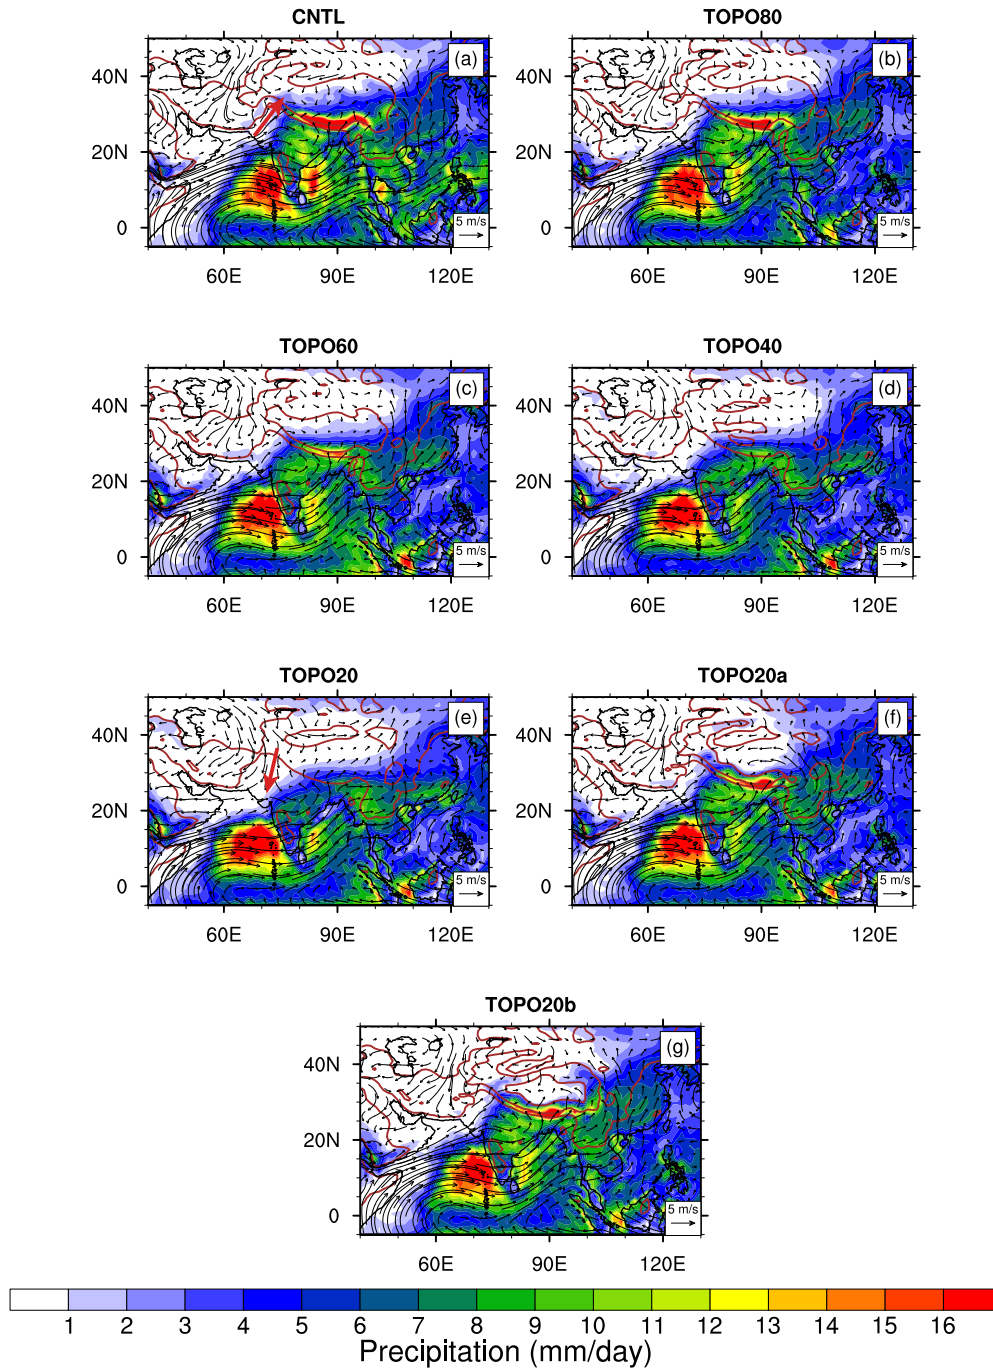 CNTL
TOPO80
(a)
(b)
40N
40N
20N
20N
0
0
5 m/s
5 m/s
60E 90E 120E
60E 90E 120E
TOPO60
TOPO40
(c)
(d)
40N
40N
20N
20N
0
0
5 m/s
5 m/s
60E 90E 120E
60E 90E 120E
TOPO20
TOPO20a
(e)
(f)
40N
40N
20N
20N
0
0
5 m/s
5 m/s
60E 90E 120E
60E 90E 120E
TOPO20b
(g)
40N
20N
0
5 m/s
60E 90E 120E
1 2 3 4 5 6 7 8 9 10 11 12 13 14 15 16
Precipitation (mm/day)